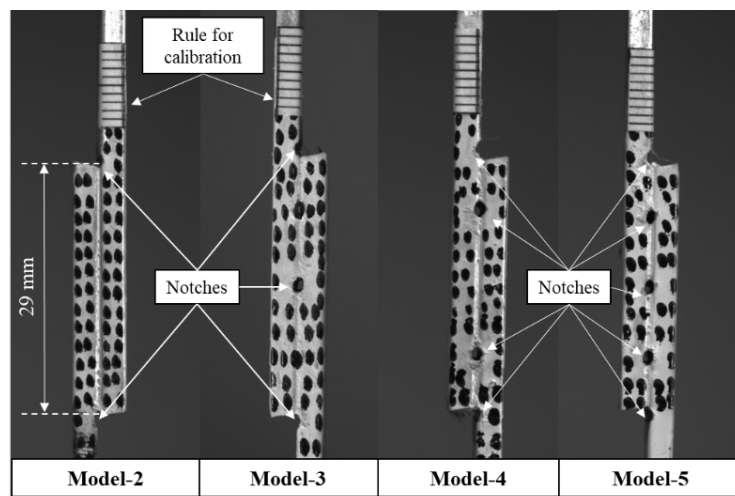 Rule for
calibration
29 mm
Notches
Notches
Model-2
Model-3
Model-4
Model-5